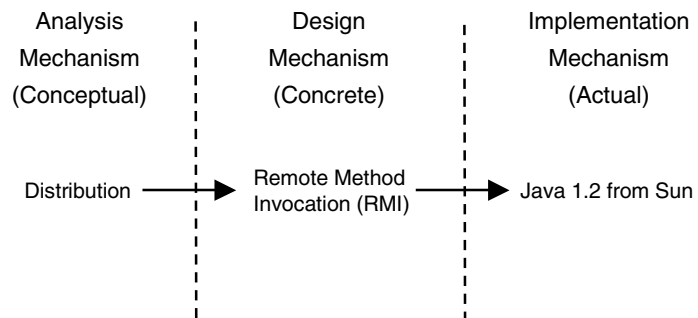 Analysis
Mechanism
(Conceptual)
Design
Mechanism
(Concrete)
Implementation
Mechanism
(Actual)
Distribution
Remote Method
Invocation (RMI)
Java 1.2 from Sun